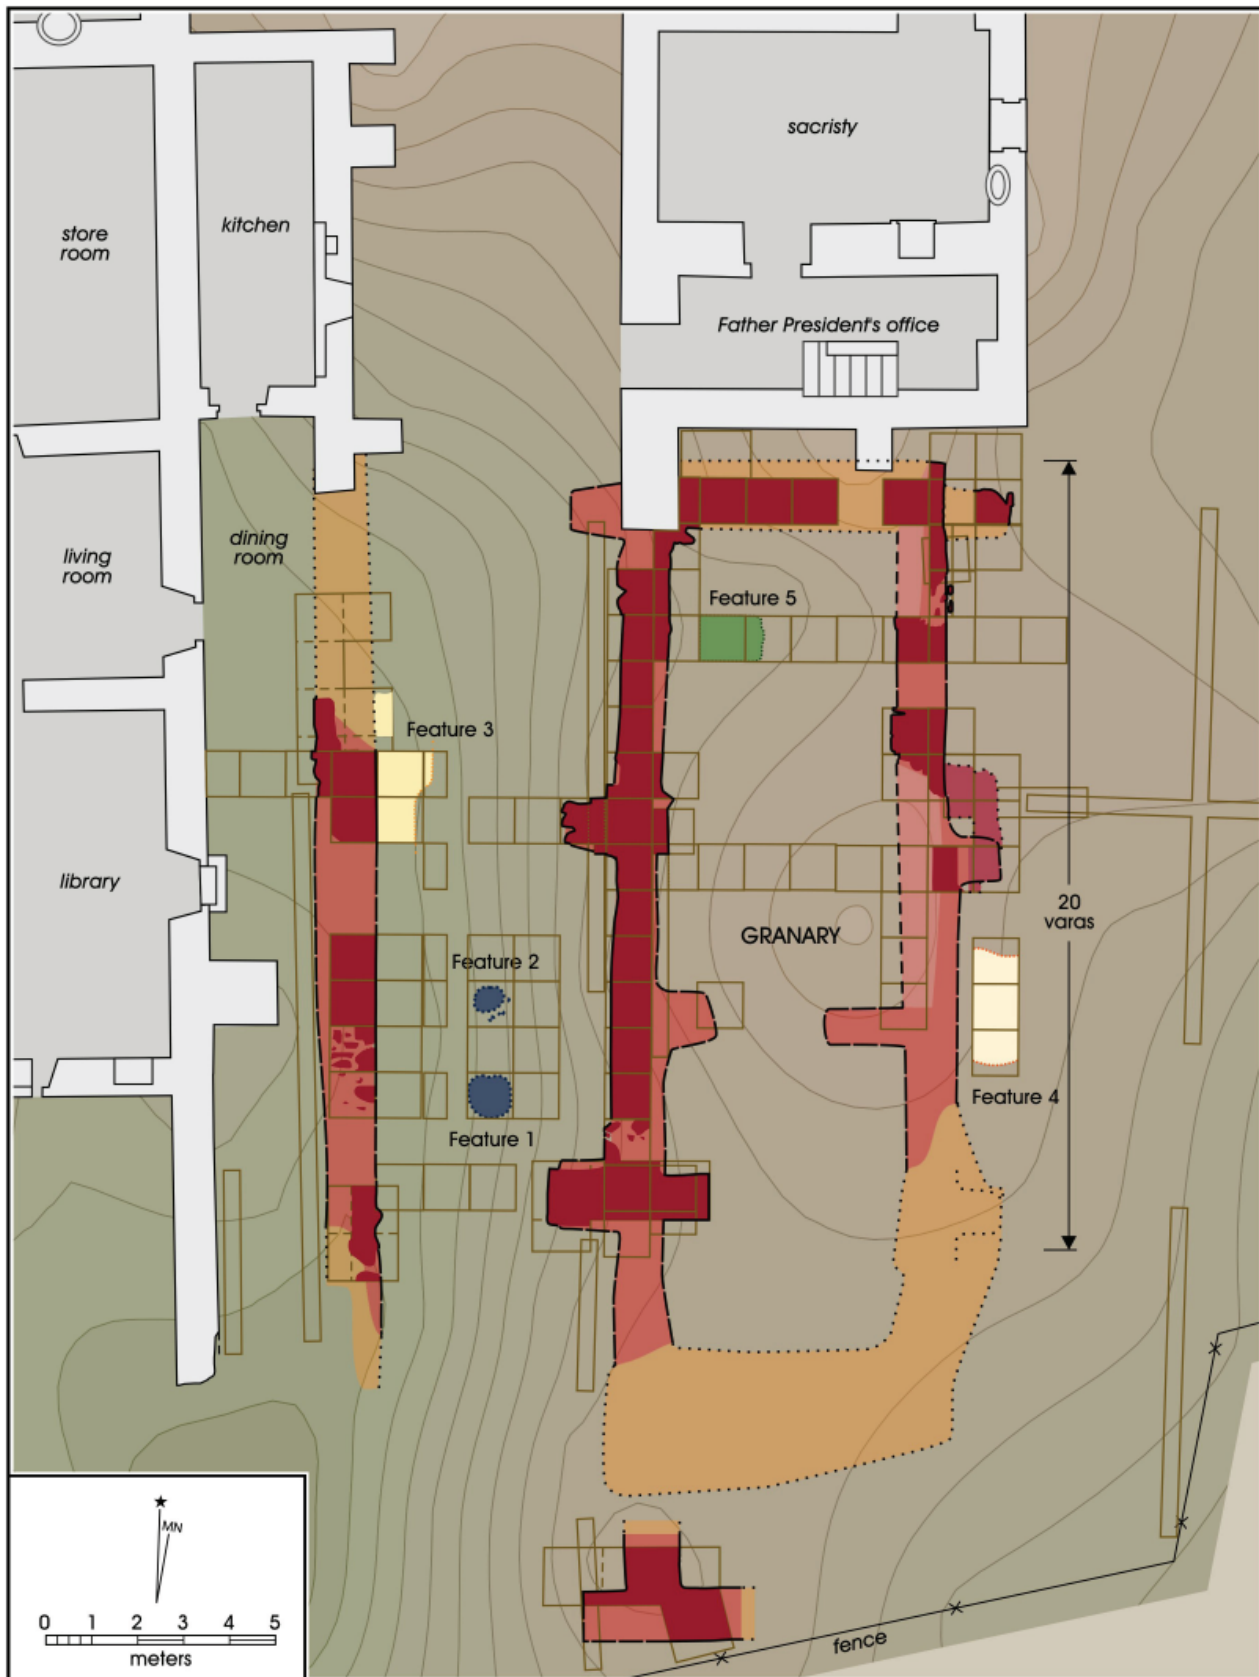 sacristy
store
room
kitchen
Father President's office
dining
room
living
room
Feature 5
Feature 3
library
20
varas
GRANARY
Feature 2
Feature 4
Feature 1
MN
0 1 2 3 4 5
meters
fence